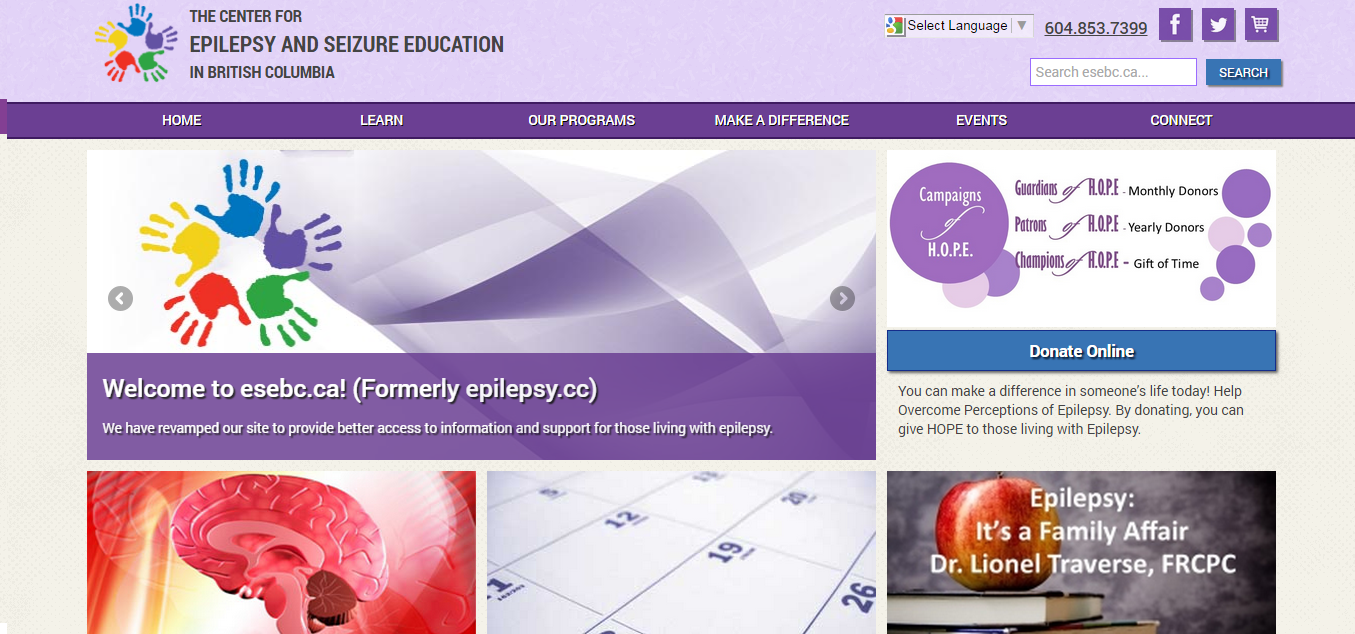 THE CENTER FOR
EPILEPSY AND SEIZURE EDUCATION
IN BRITISH COLUMBIA
Select Language
604.853.7399
Search esebc.ca...
SEARCH
HOME
LEARN
OUR PROGRAMS
MAKE A DIFFERENCE
EVENTS
CONNECT
Welcome to esebc.ca! (Formerly epilepsy.cc)
We have revamped our site to provide better access to information and support for those living with epilepsy.
Campaigns
of
H.O.P.E.
Guardians of H.O.P.E - Monthly Donors
Patrons of H.O.P.E - Yearly Donors
Champions of H.O.P.E - Gift of Time
Donate Online
You can make a difference in someone's life today! Help
Overcome Perceptions of Epilepsy. By donating, you can
give HOPE to those living with Epilepsy.
12
19
26
Epilepsy:
It's a Family Affair
Dr. Lionel Traverse, FRCPC